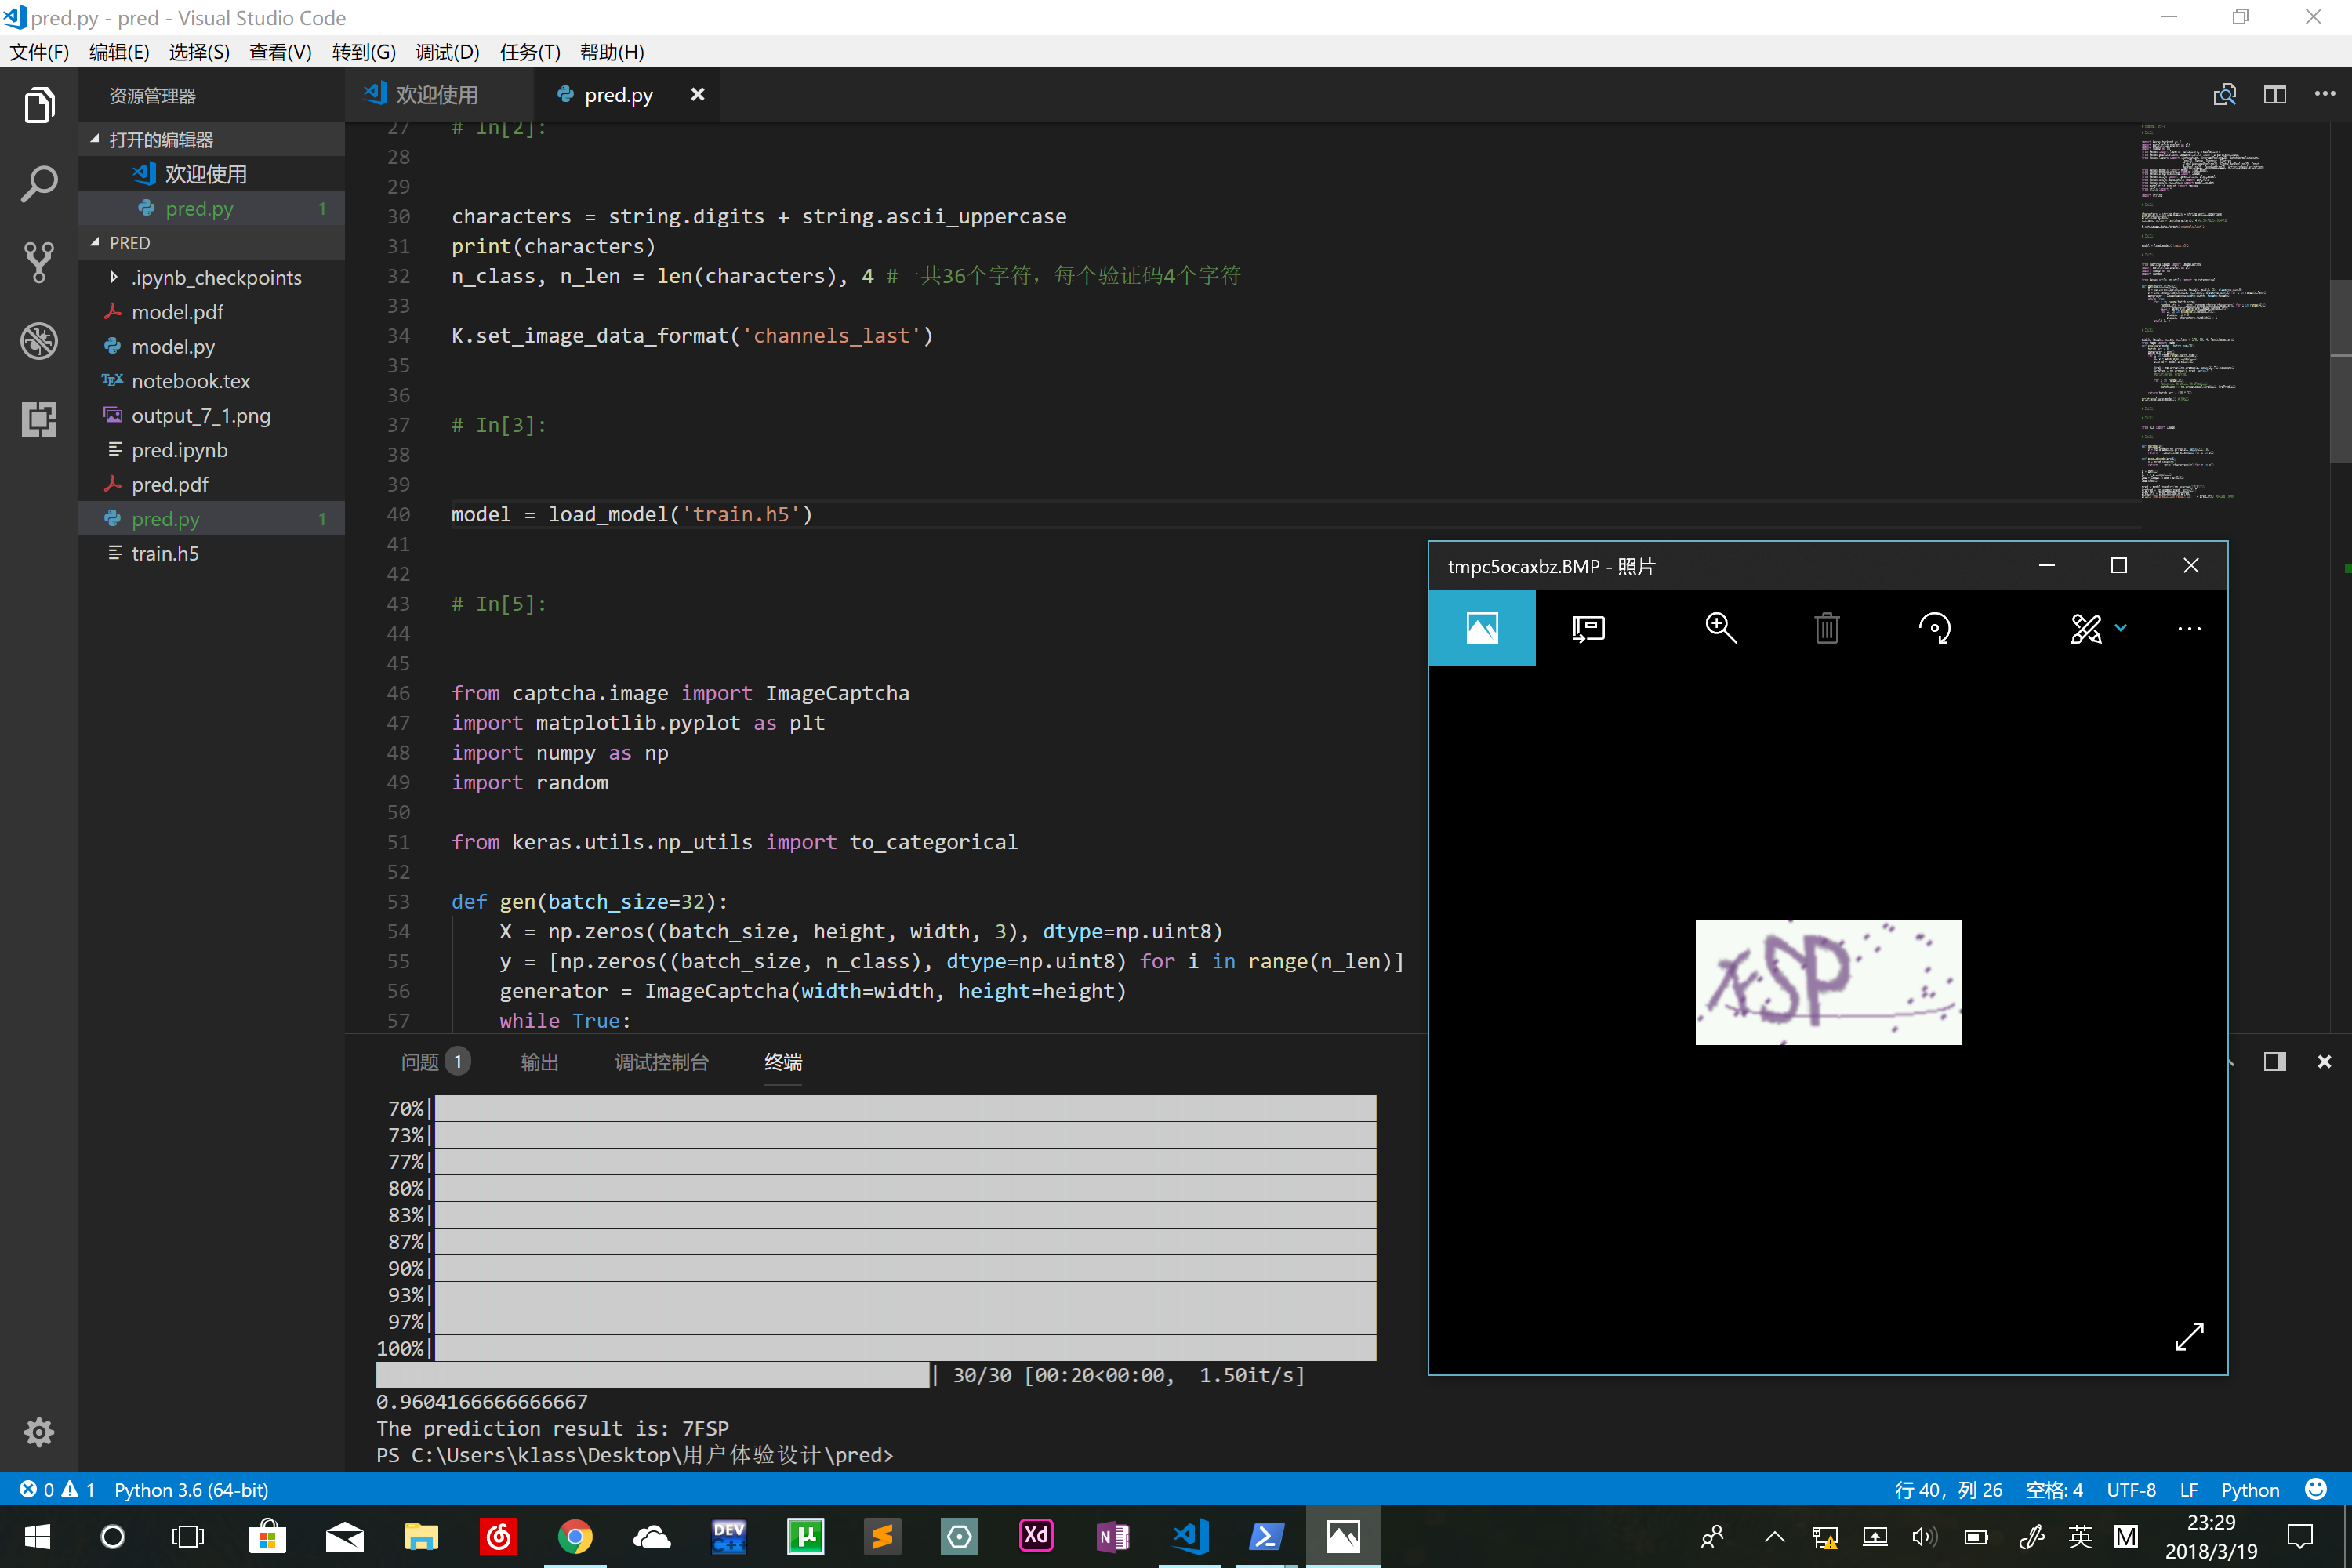 pred.py - pred - Visual Studio Code
文件(F) 编辑(E) 选择(S) 查看(V) 转到(G) 调试(D) 任务(T) 帮助(H)
资源管理器
打开的编辑器
欢迎使用
pred.py 1
PRED
.ipynb_checkpoints
model.pdf
model.py
TEX notebook.tex
output_7_1.png
pred.ipynb
pred.pdf
pred.py 1
train.h5
欢迎使用 pred.py
27 # In[2]:
28
29
30 characters = string.digits + string.ascii_uppercase
31 print(characters)
32 n_class, n_len = len(characters), 4 #一共36个字符，每个验证码4个字符
33
34 K.set_image_data_format('channels_last')
35
36
37 # In[3]:
38
39
40 model = load_model('train.h5')
41
42
43 # In[5]:
44
45
46 from captcha.image import ImageCaptcha
47 import matplotlib.pyplot as plt
48 import numpy as np
49 import random
50
51 from keras.utils.np_utils import to_categorical
52
53 def gen(batch_size=32):
54 X = np.zeros((batch_size, height, width, 3), dtype=np.uint8)
55 y = [np.zeros((batch_size, n_class), dtype=np.uint8) for i in range(n_len)]
56 generator = ImageCaptcha(width=width, height=height)
57 while True:
tmpc5ocaxbz.BMP - 照片
7FSP
问题 1 输出 调试控制台 终端
70%|
73%|
77%|
80%|
83%|
87%|
90%|
93%|
97%|
100%|
| 30/30 [00:20<00:00, 1.50it/s]
0.9604166666666667
The prediction result is: 7FSP
PS C:\Users\klass\Desktop\用户体验设计\pred>
0 1 Python 3.6 (64-bit) 行 40，列 26 空格: 4 UTF-8 LF Python
DEV C++ µ Xd N 英 M
23:29
2018/3/19